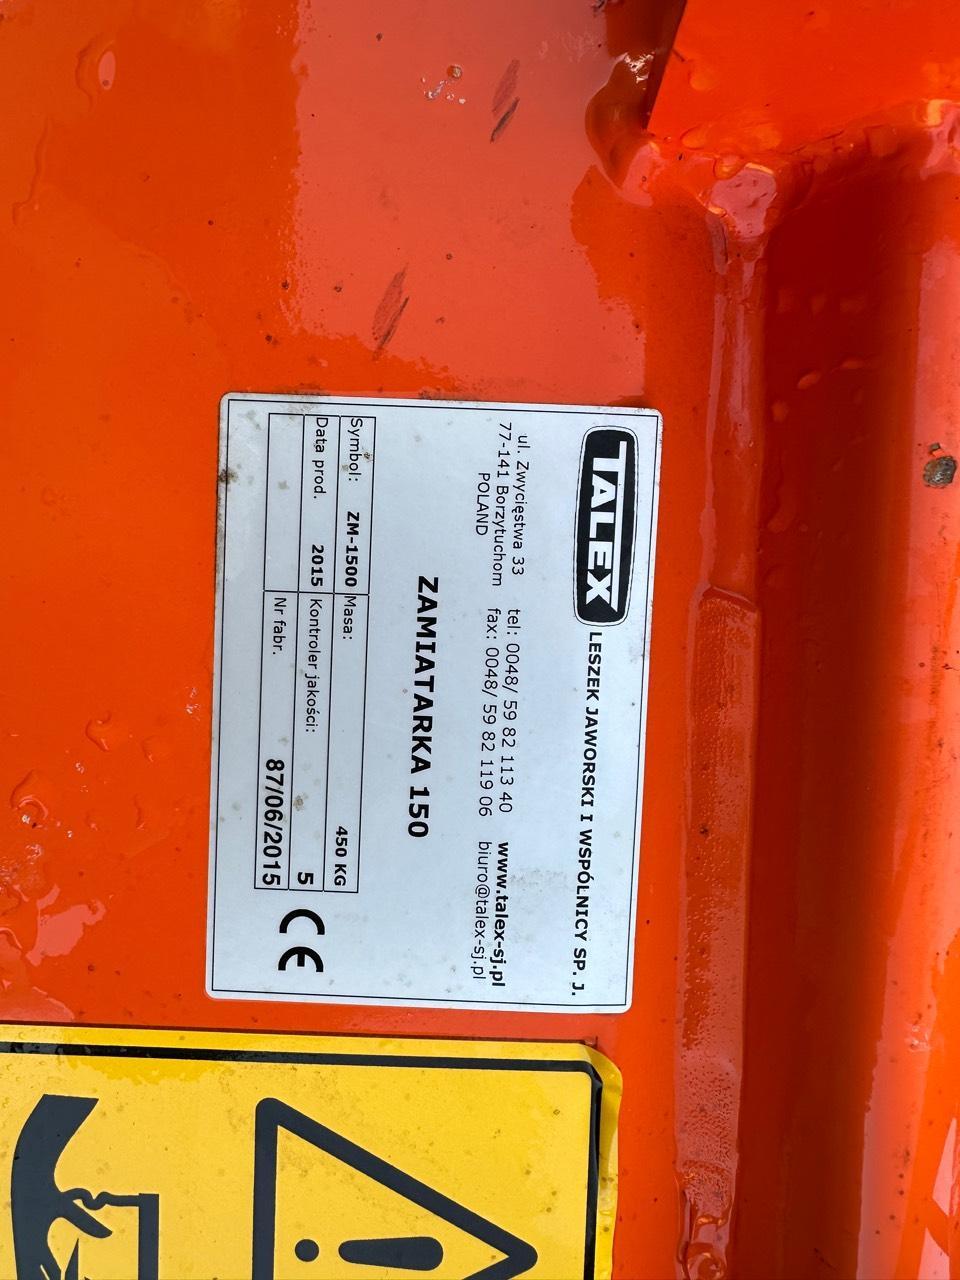 TALEX LESZEK JAWORSKI I WSPÓLNICY SP. J.
ul. Zwycięstwa 33 tel: 0048/ 59 82 113 40 www.talex-sj.pl
77-141 Borzytuchom fax: 0048/ 59 82 119 06 biuro@talex-sj.pl
POLAND
ZAMIATARKA 150
Symbol: ZM-1500 Masa: 450 KG
Data prod. 2015 Kontroler jakości: 5
Nr fabr. 87/06/2015
CE